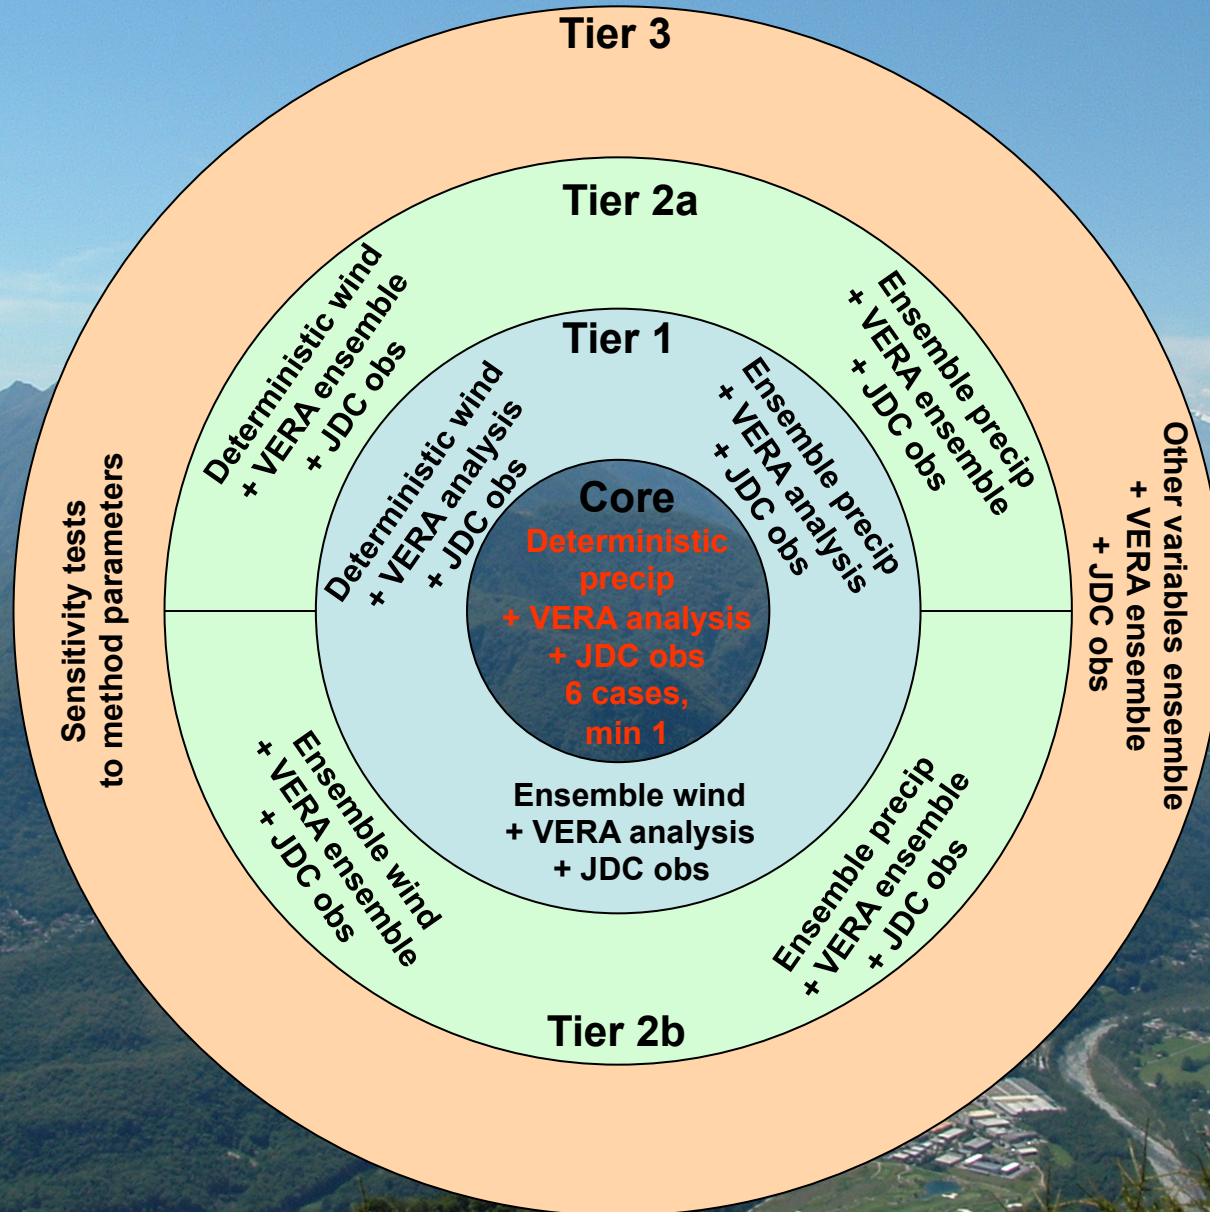 Tier 3
Tier 2a
Deterministic wind
+ VERA ensemble
+ JDC obs
Ensemble precip
+ VERA ensemble
+ JDC obs
Tier 1
Deterministic wind
+ VERA analysis
+ JDC obs
Ensemble precip
+ VERA analysis
+ JDC obs
Core
Deterministic
precip
+ VERA analysis
+ JDC obs
6 cases,
min 1
Ensemble wind
+ VERA analysis
+ JDC obs
Sensitivity tests
to method parameters
Other variables ensemble
+ VERA ensemble
+ JDC obs
Ensemble wind
+ VERA ensemble
+ JDC obs
Ensemble precip
+ VERA ensemble
+ JDC obs
Tier 2b